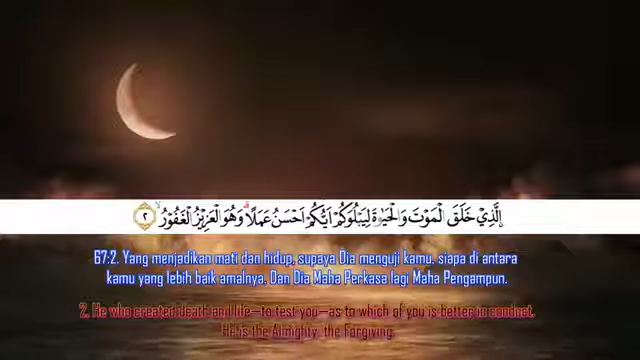 الَّذِيْ خَلَقَ الْمَوْتَ وَالْحَيٰوةَ لِيَبْلُوَكُمْ اَيُّكُمْ اَحْسَنُ عَمَلًاۗ وَهُوَ الْعَزِيْزُ الْغَفُوْرُۙ ٢
67:2. Yang menjadikan mati dan hidup, supaya Dia menguji kamu, siapa di antara
kamu yang lebih baik amalnya. Dan Dia Maha Perkasa lagi Maha Pengampun.
2. He who created death and life—to test you—as to which of you is better in conduct.
He is the Almighty, the Forgiving.